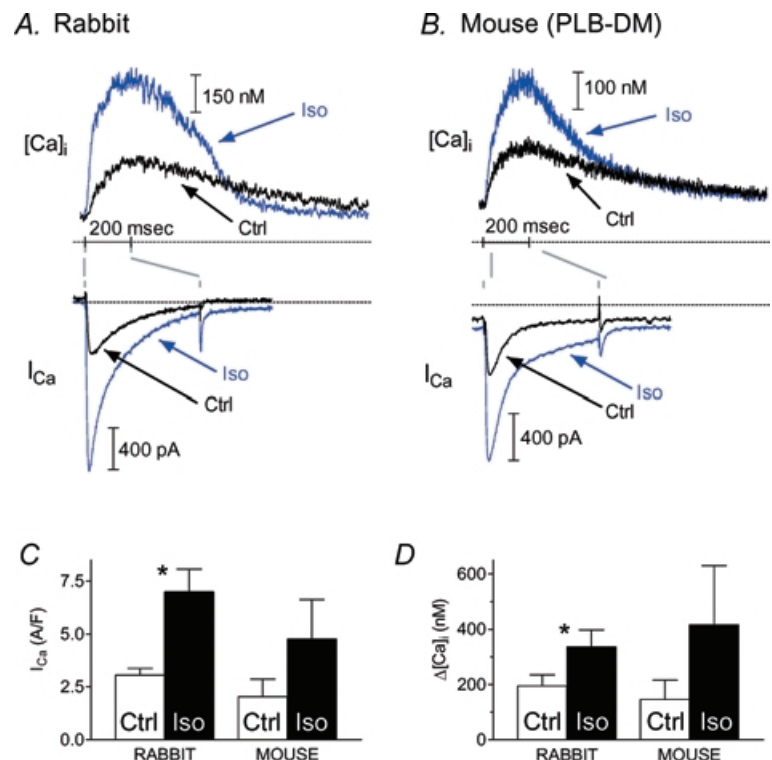 A. Rabbit
150 nM
Iso
[Ca]i
Ctrl
200 msec
Iso
ICa
Ctrl
400 pA
B. Mouse (PLB-DM)
100 nM
Iso
[Ca]i
Ctrl
200 msec
Iso
ICa
Ctrl
400 pA
C
ICa (A/F)
7.5
5.0
2.5
0.0
*
Ctrl Iso Ctrl Iso
RABBIT MOUSE
D
Δ[Ca]i (nM)
600
400
200
0
*
Ctrl Iso Ctrl Iso
RABBIT MOUSE